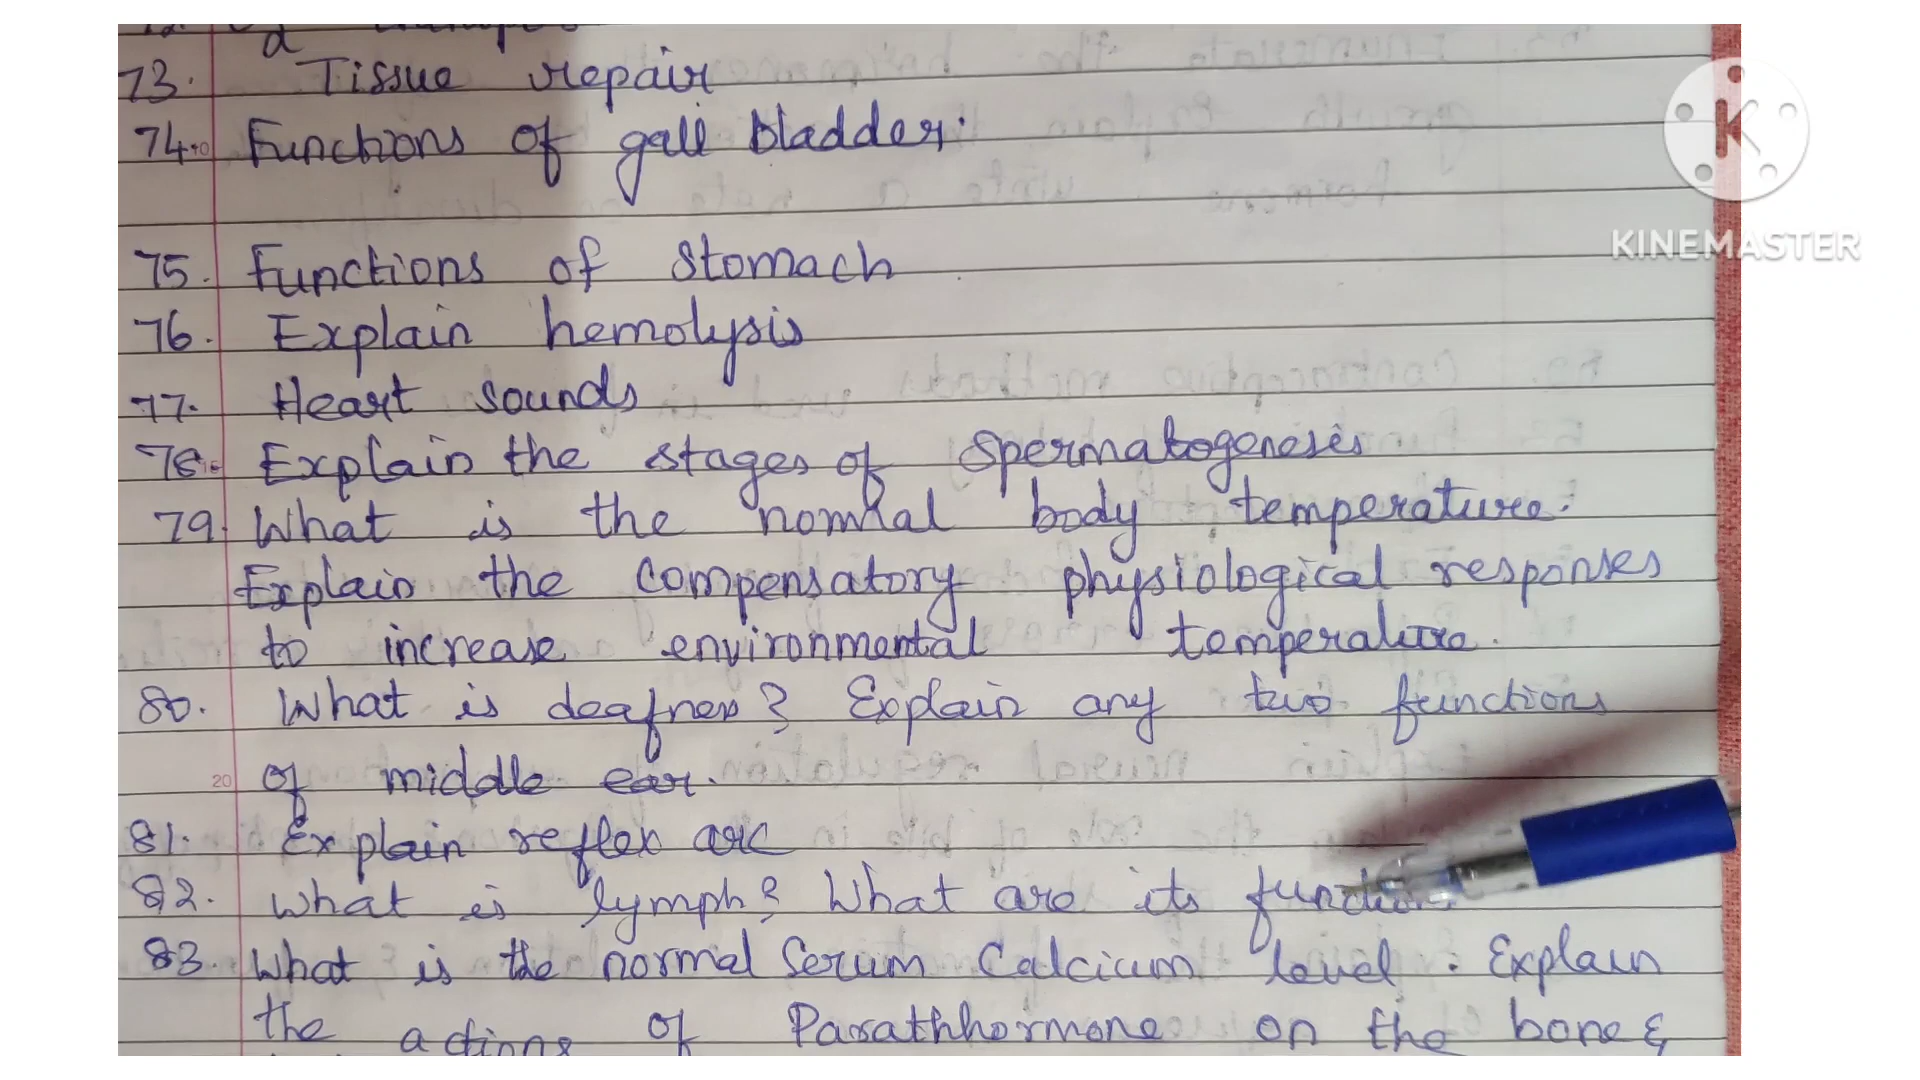 73. Tissue repair
74. Functions of gall bladder.
75. Functions of stomach
76. Explain hemolysis
77. Heart sounds
78. Explain the stages of spermatogenesis
79. What is the normal body temperature.
Explain the compensatory physiological responses
to increase environmental temperature.
80. What is deafness? Explain any two functions
20 of middle ear.
81. Explain reflex arc
82. What is lymph? What are its
83. What is the normal Serum Calcium level. Explain
the actions of Parathhormone on the bone &
K
KINEMASTER